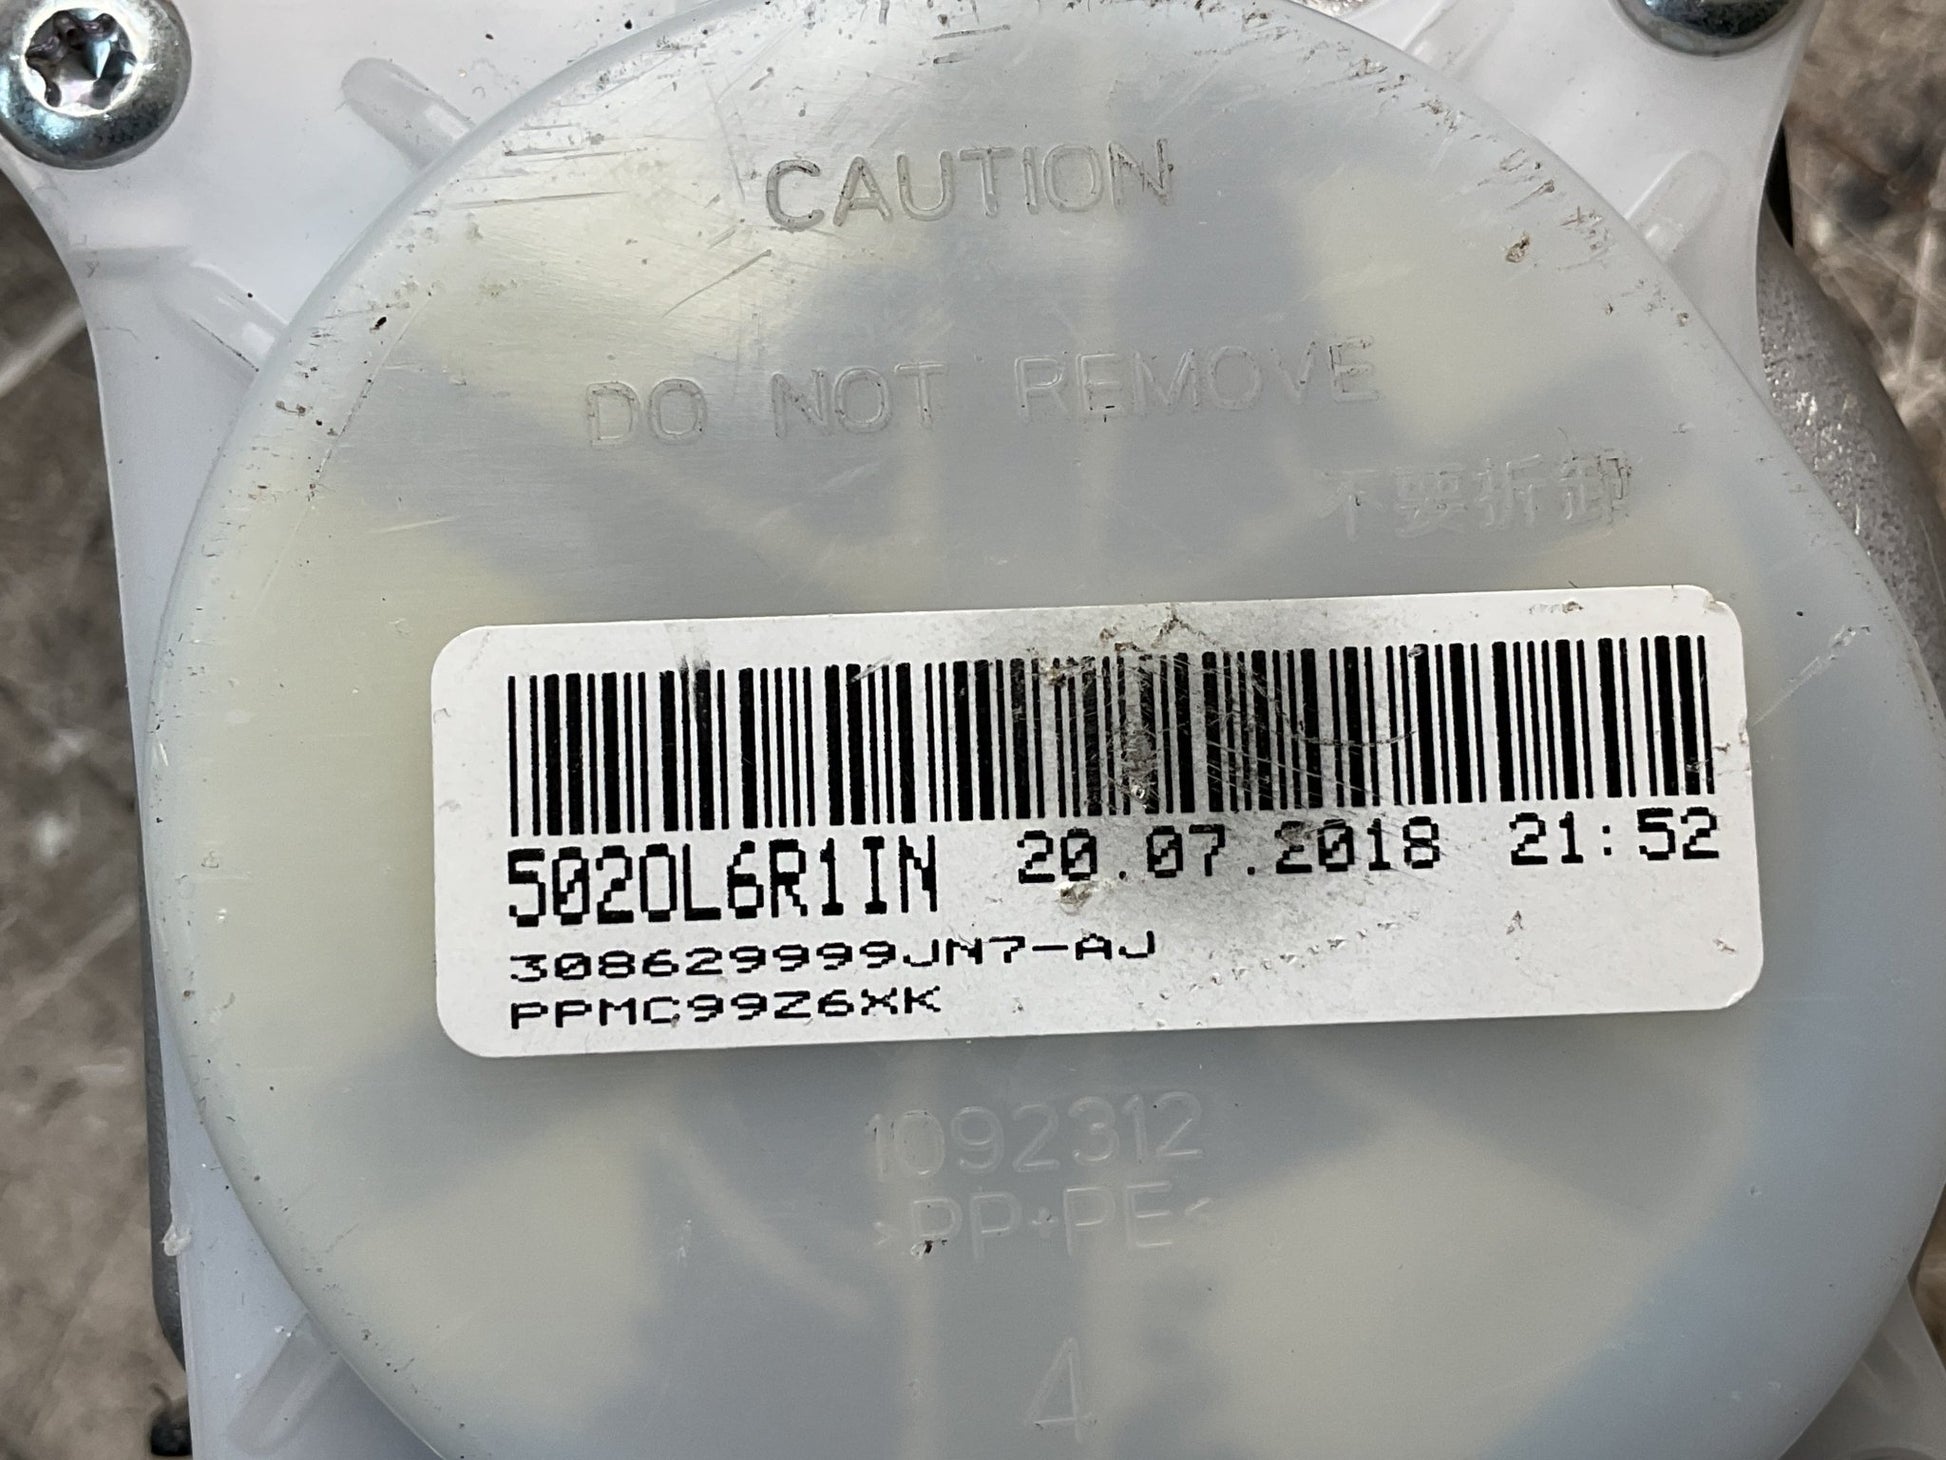 CAUTION
DO NOT REMOVE
不要拆卸
5020L6R1IN 20.07.2018 21:52
308629999JN7-AJ
PPMC99Z6XK
1092312
>PP+PE<
4